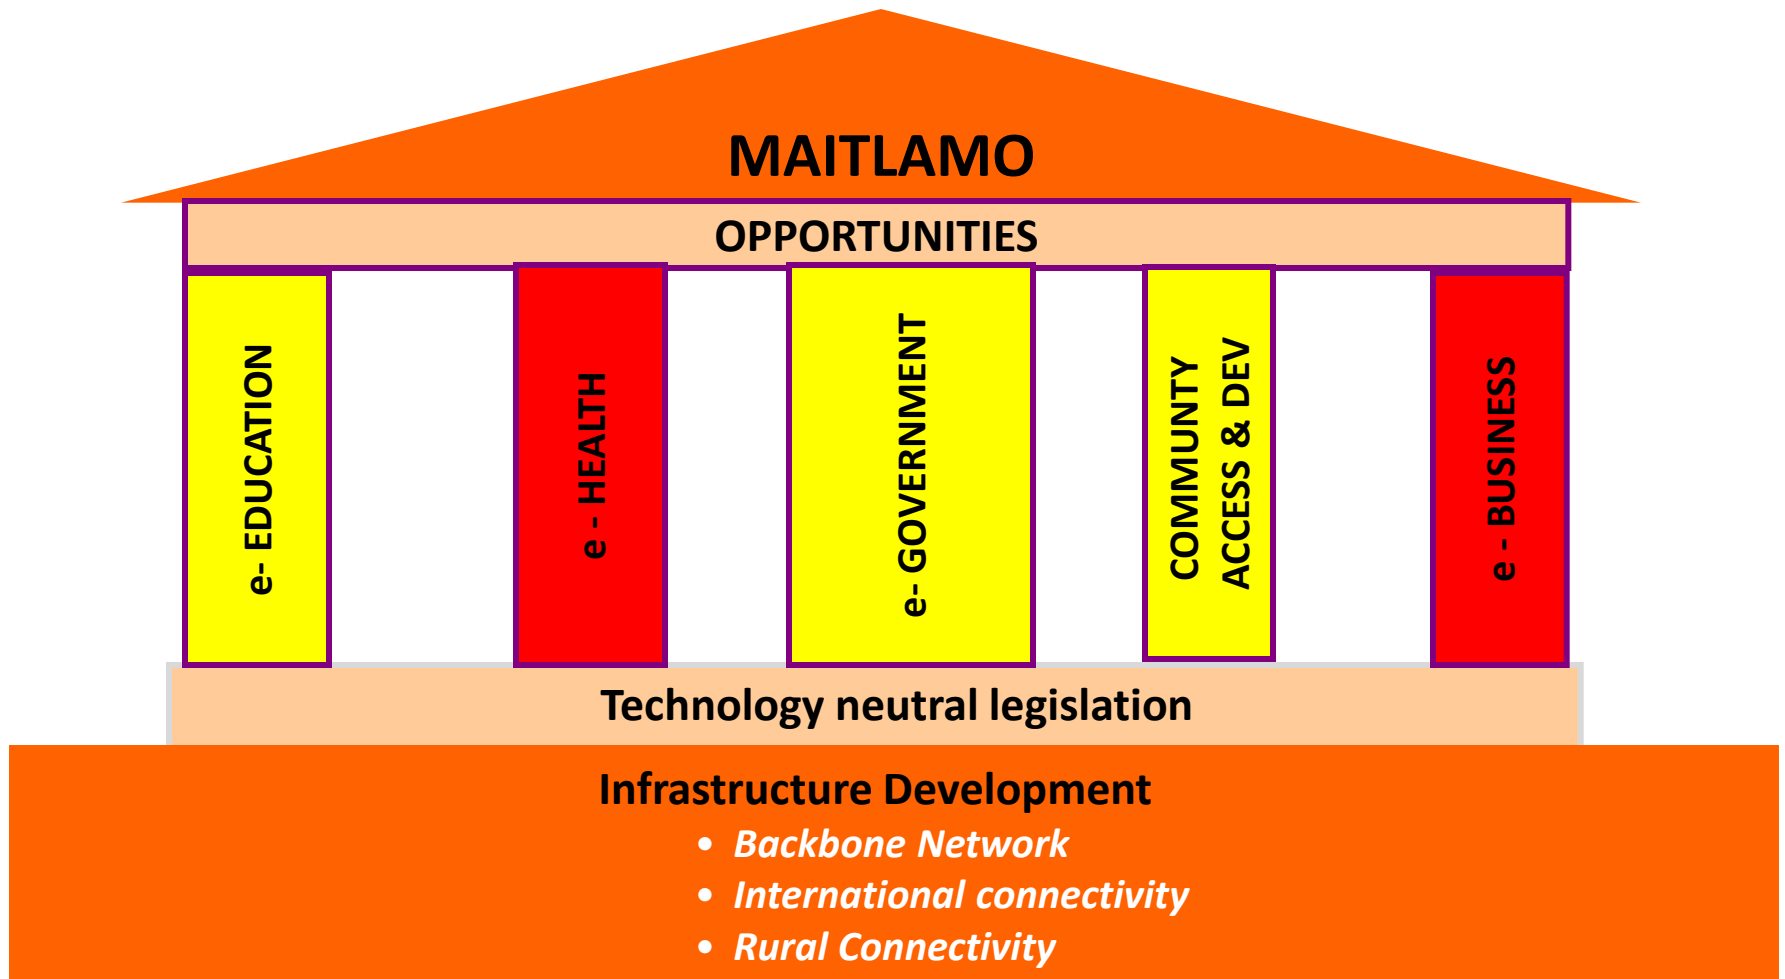 MAITLAMO
OPPORTUNITIES
e- EDUCATION
e - HEALTH
e- GOVERNMENT
COMMUNTY
ACCESS & DEV
e - BUSINESS
Technology neutral legislation
Infrastructure Development
• Backbone Network
• International connectivity
• Rural Connectivity